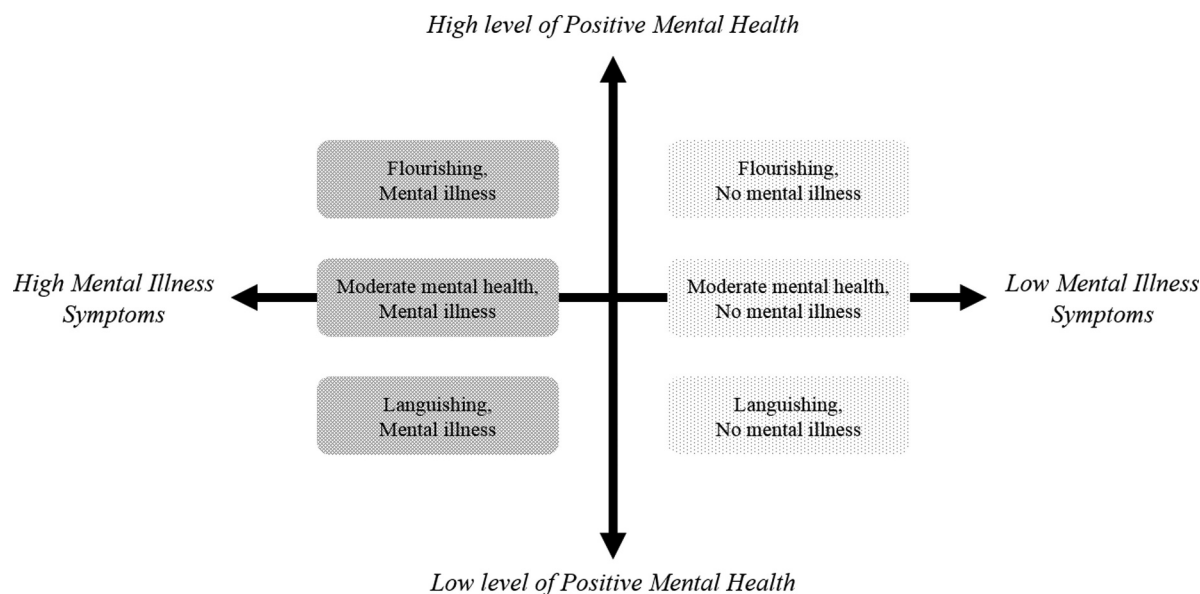 High level of Positive Mental Health
Flourishing,
Mental illness
Flourishing,
No mental illness
High Mental Illness
Symptoms
Moderate mental health,
Mental illness
Moderate mental health,
No mental illness
Low Mental Illness
Symptoms
Languishing,
Mental illness
Languishing,
No mental illness
Low level of Positive Mental Health